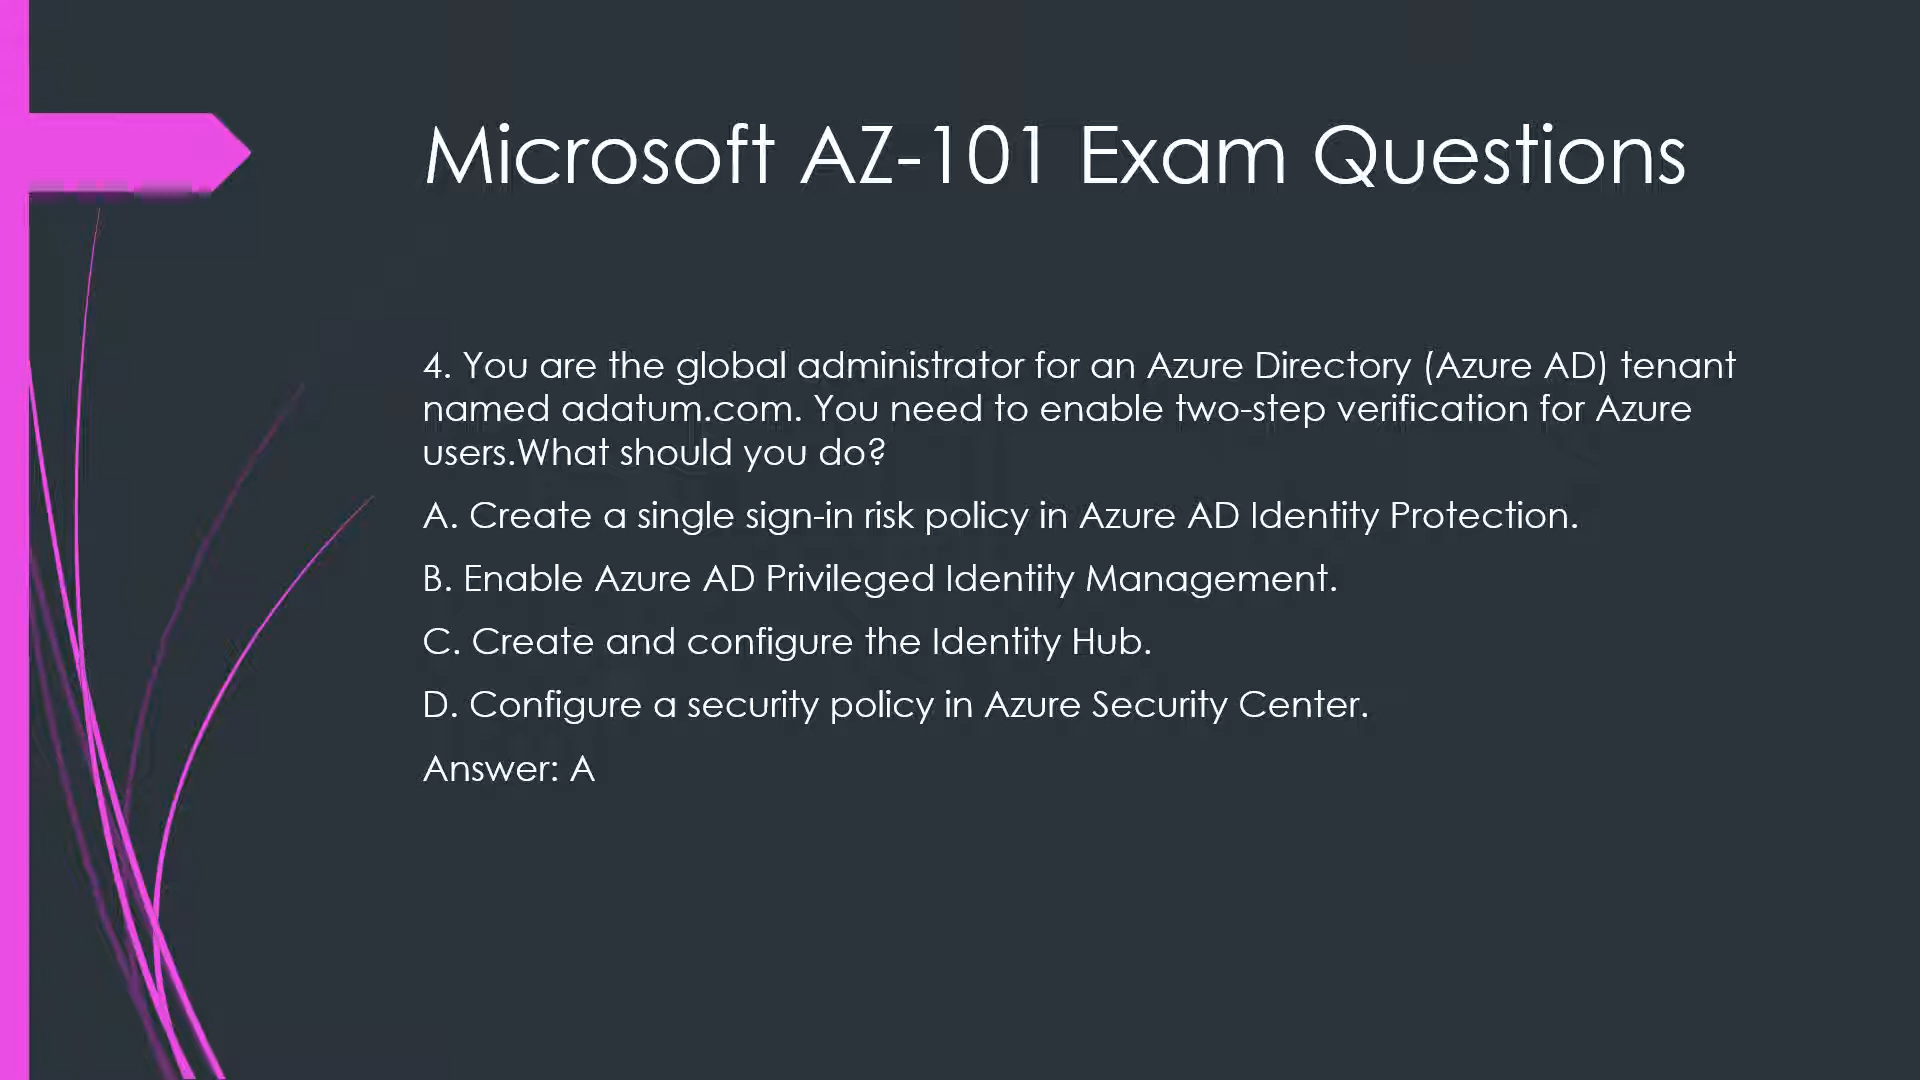 Microsoft AZ-101 Exam Questions
4. You are the global administrator for an Azure Directory (Azure AD) tenant
named adatum.com. You need to enable two-step verification for Azure
users.What should you do?
A. Create a single sign-in risk policy in Azure AD Identity Protection.
B. Enable Azure AD Privileged Identity Management.
C. Create and configure the Identity Hub.
D. Configure a security policy in Azure Security Center.
Answer: A